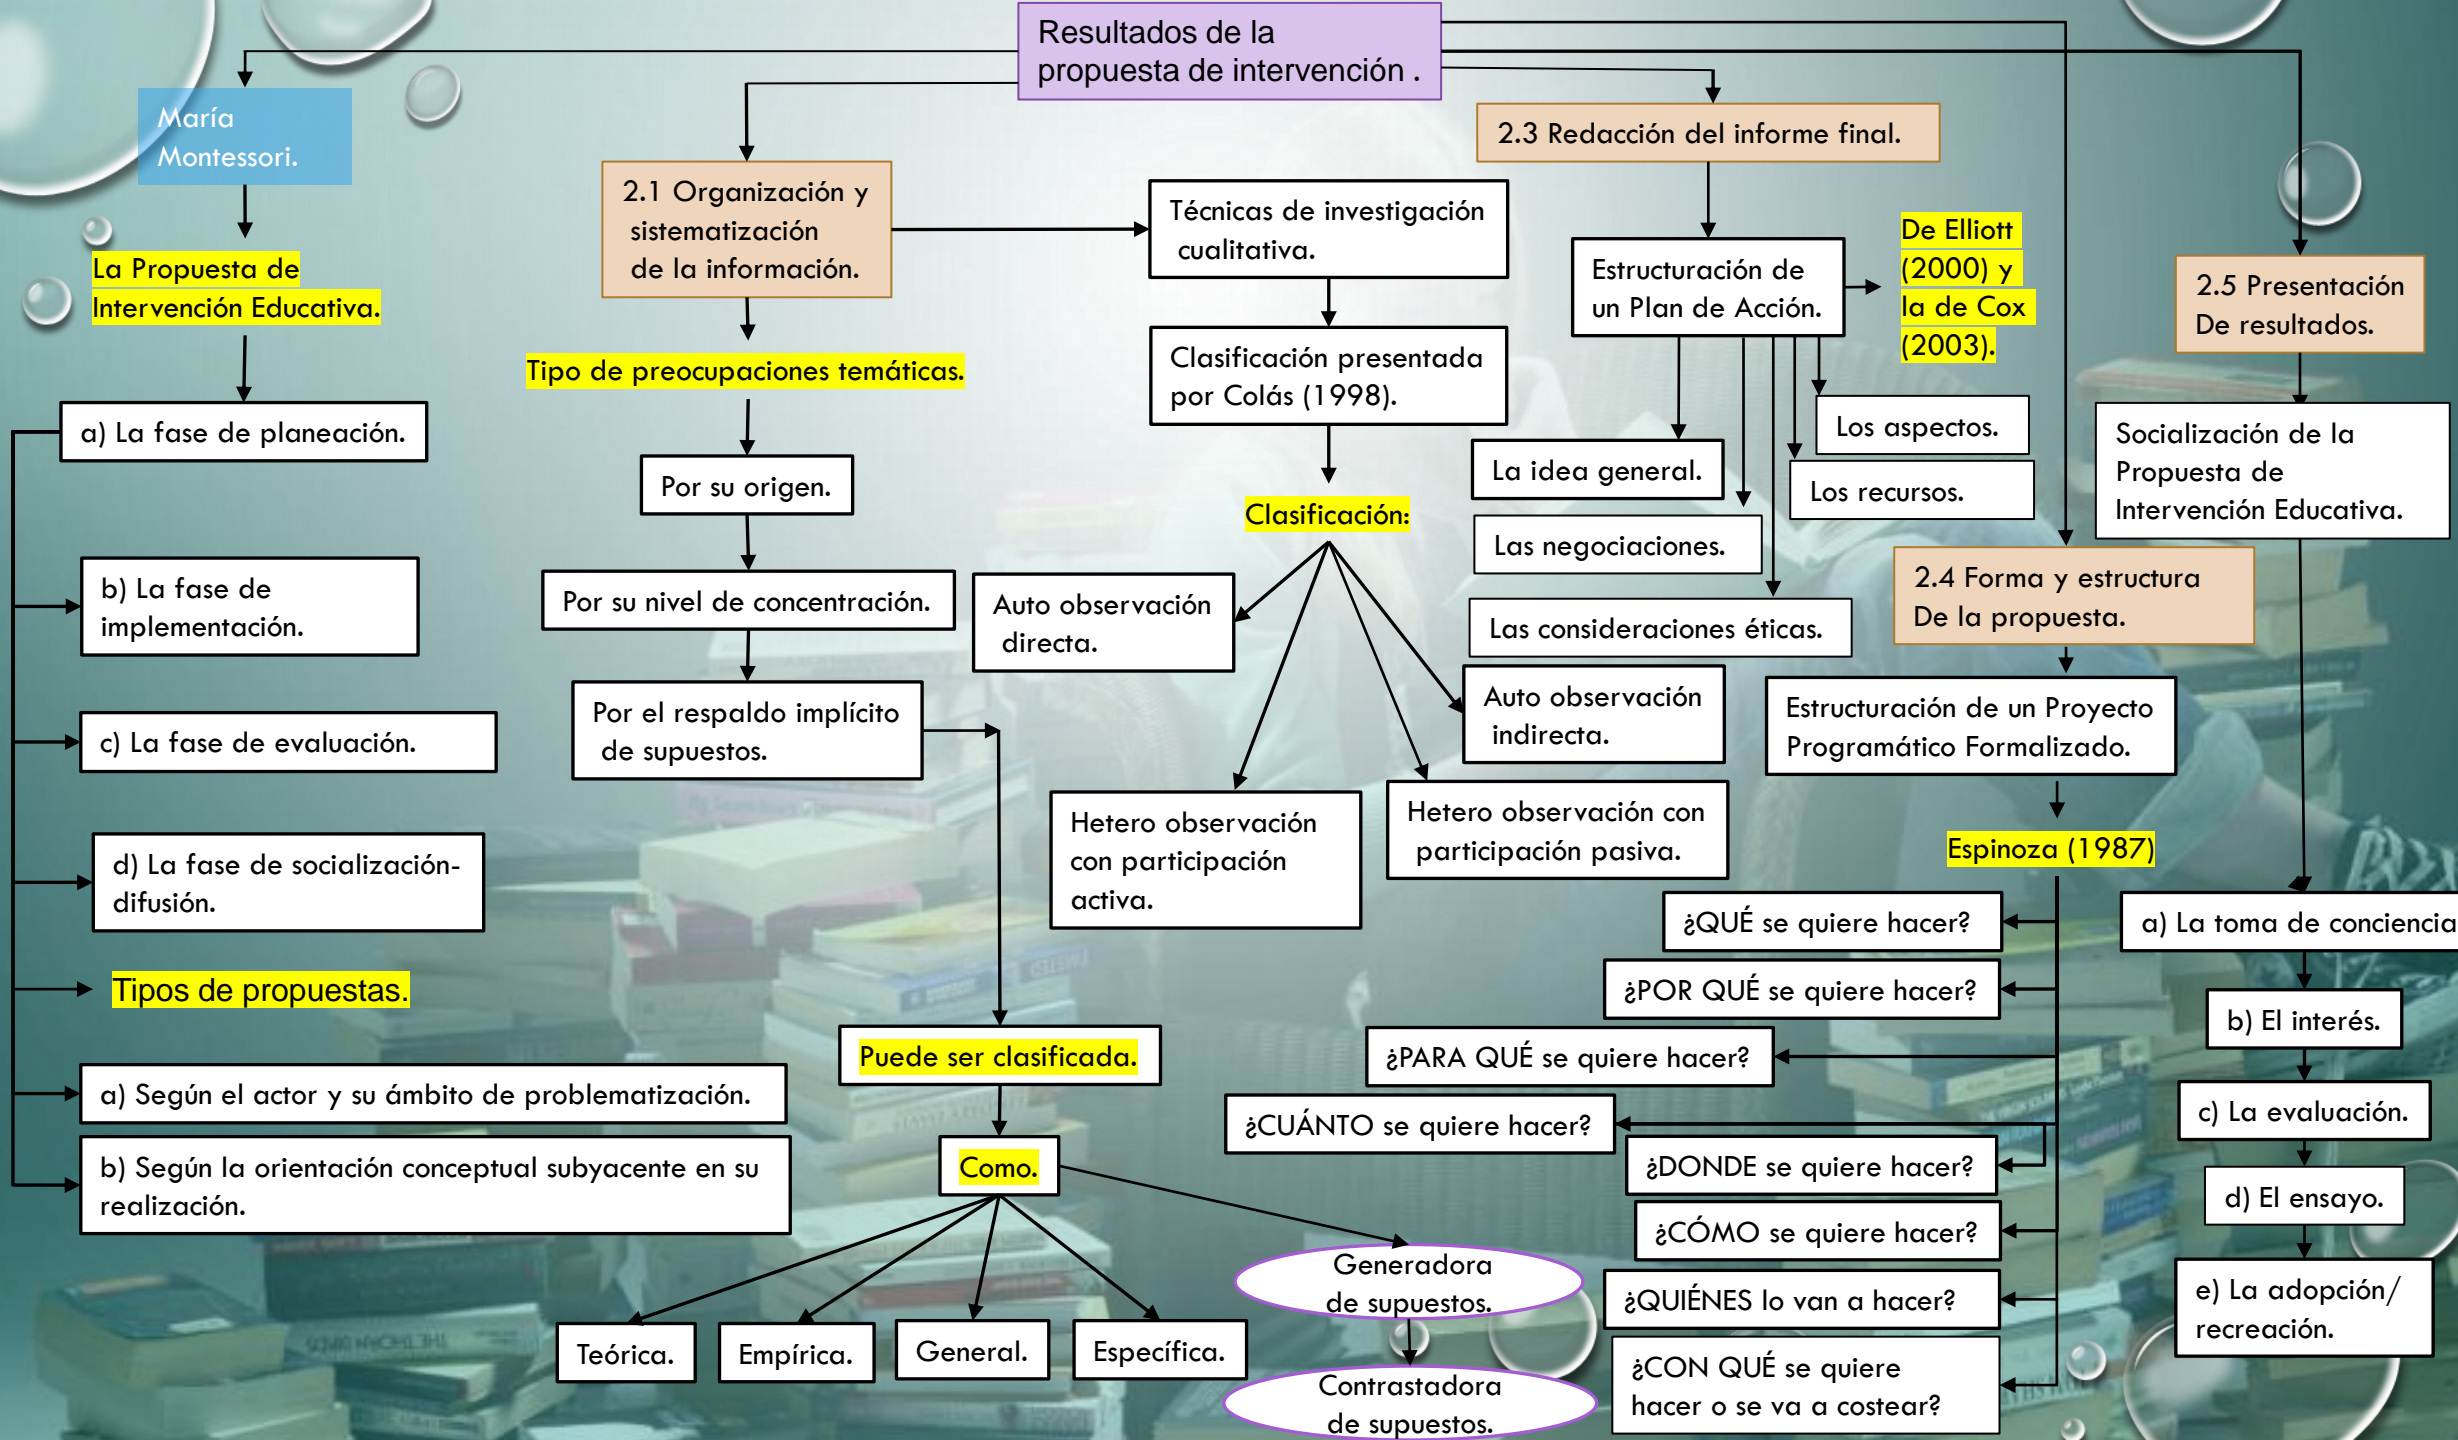 Resultados de la
propuesta de intervención .
María
Montessori.
La Propuesta de
Intervención Educativa.
a) La fase de planeación.
b) La fase de
implementación.
c) La fase de evaluación.
d) La fase de socialización-
difusión.
Tipos de propuestas.
a) Según el actor y su ámbito de problematización.
b) Según la orientación conceptual subyacente en su
realización.
2.1 Organización y
sistematización
de la información.
Tipo de preocupaciones temáticas.
Por su origen.
Por su nivel de concentración.
Por el respaldo implícito
de supuestos.
Puede ser clasificada.
Como.
Teórica.
Empírica.
General.
Específica.
Generadora
de supuestos.
Contrastadora
de supuestos.
Técnicas de investigación
cualitativa.
Clasificación presentada
por Colás (1998).
Clasificación:
Auto observación
directa.
Hetero observación
con participación
activa.
Hetero observación con
participación pasiva.
Auto observación
indirecta.
2.3 Redacción del informe final.
Estructuración de
un Plan de Acción.
De Elliott
(2000) y
la de Cox
(2003).
La idea general.
Las negociaciones.
Las consideraciones éticas.
Los recursos.
Los aspectos.
2.4 Forma y estructura
De la propuesta.
Estructuración de un Proyecto
Programático Formalizado.
Espinoza (1987)
¿QUÉ se quiere hacer?
¿POR QUÉ se quiere hacer?
¿PARA QUÉ se quiere hacer?
¿CUÁNTO se quiere hacer?
¿DONDE se quiere hacer?
¿CÓMO se quiere hacer?
¿QUIÉNES lo van a hacer?
¿CON QUÉ se quiere
hacer o se va a costear?
2.5 Presentación
De resultados.
Socialización de la
Propuesta de
Intervención Educativa.
a) La toma de conciencia
b) El interés.
c) La evaluación.
d) El ensayo.
e) La adopción/
recreación.